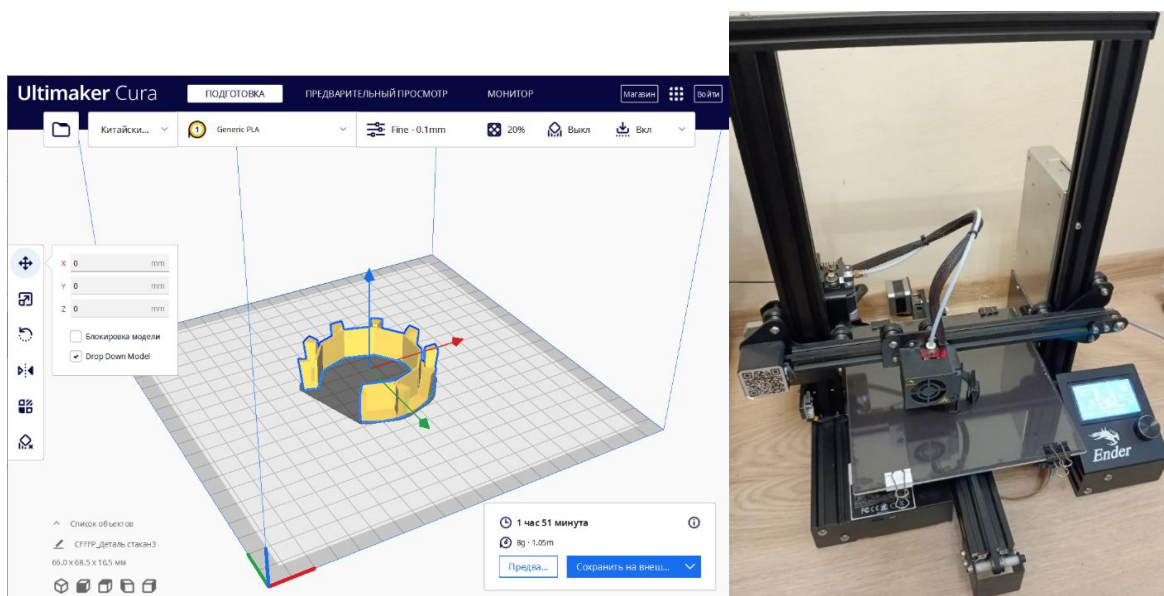 Ultimaker Cura
ПОДГОТОВКА
ПРЕДВАРИТЕЛЬНЫЙ ПРОСМОТР
МОНИТОР
Магазин
Войти
Китайски...
1
Generic PLA
Fine - 0.1mm
20%
Выкл
Вкл
X 0 mm
Y 0 mm
Z 0 mm
Блокировка модели
Drop Down Model
Список объектов
CFFFP_Деталь стакан3
66.0 x 68.5 x 16.5 мм
1 час 51 минута
8g · 1.05m
Предва...
Сохранить на внеш...
Ender